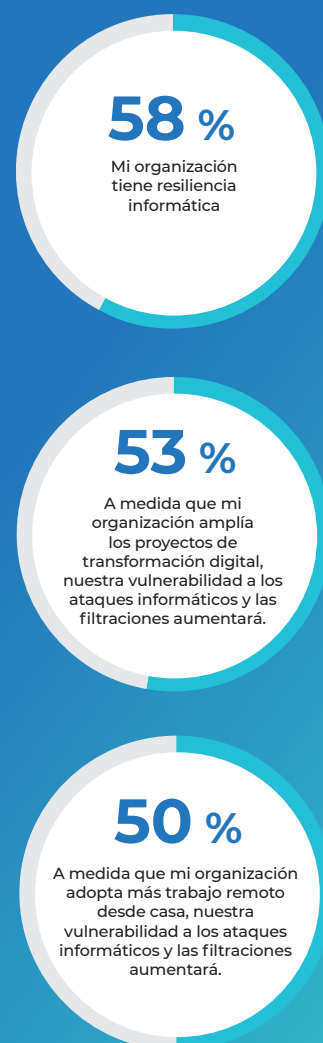 58 %
Mi organización
tiene resiliencia
informática
53 %
A medida que mi
organización amplía
los proyectos de
transformación digital,
nuestra vulnerabilidad a los
ataques informáticos y las
filtraciones aumentará.
50 %
A medida que mi organización
adopta más trabajo remoto
desde casa, nuestra
vulnerabilidad a los ataques
informáticos y las filtraciones
aumentará.